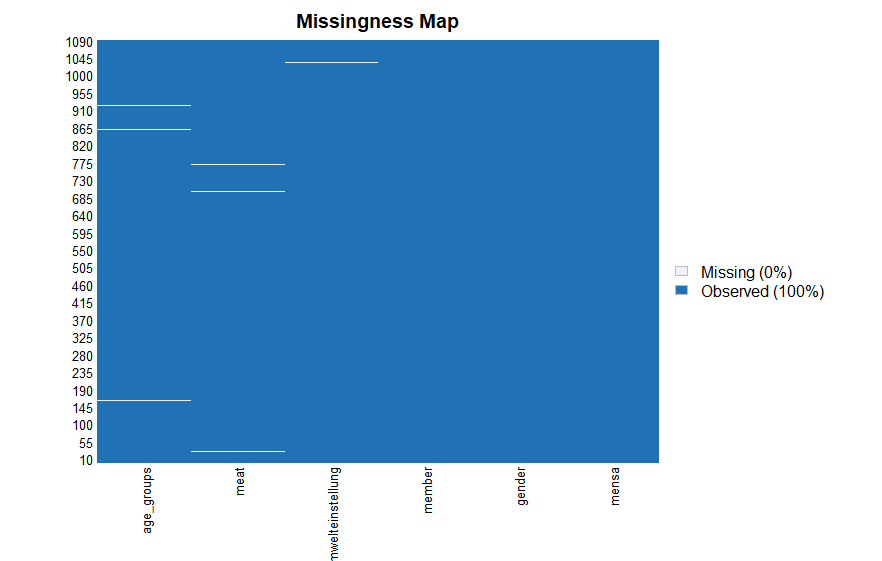 Missingness Map
1090
1045
1000
955
910
865
820
775
730
685
640
595
550
505
460
415
370
325
280
235
190
145
100
55
10
Missing (0%)
Observed (100%)
age_groups
meat
mwelteinstellung
member
gender
mensa